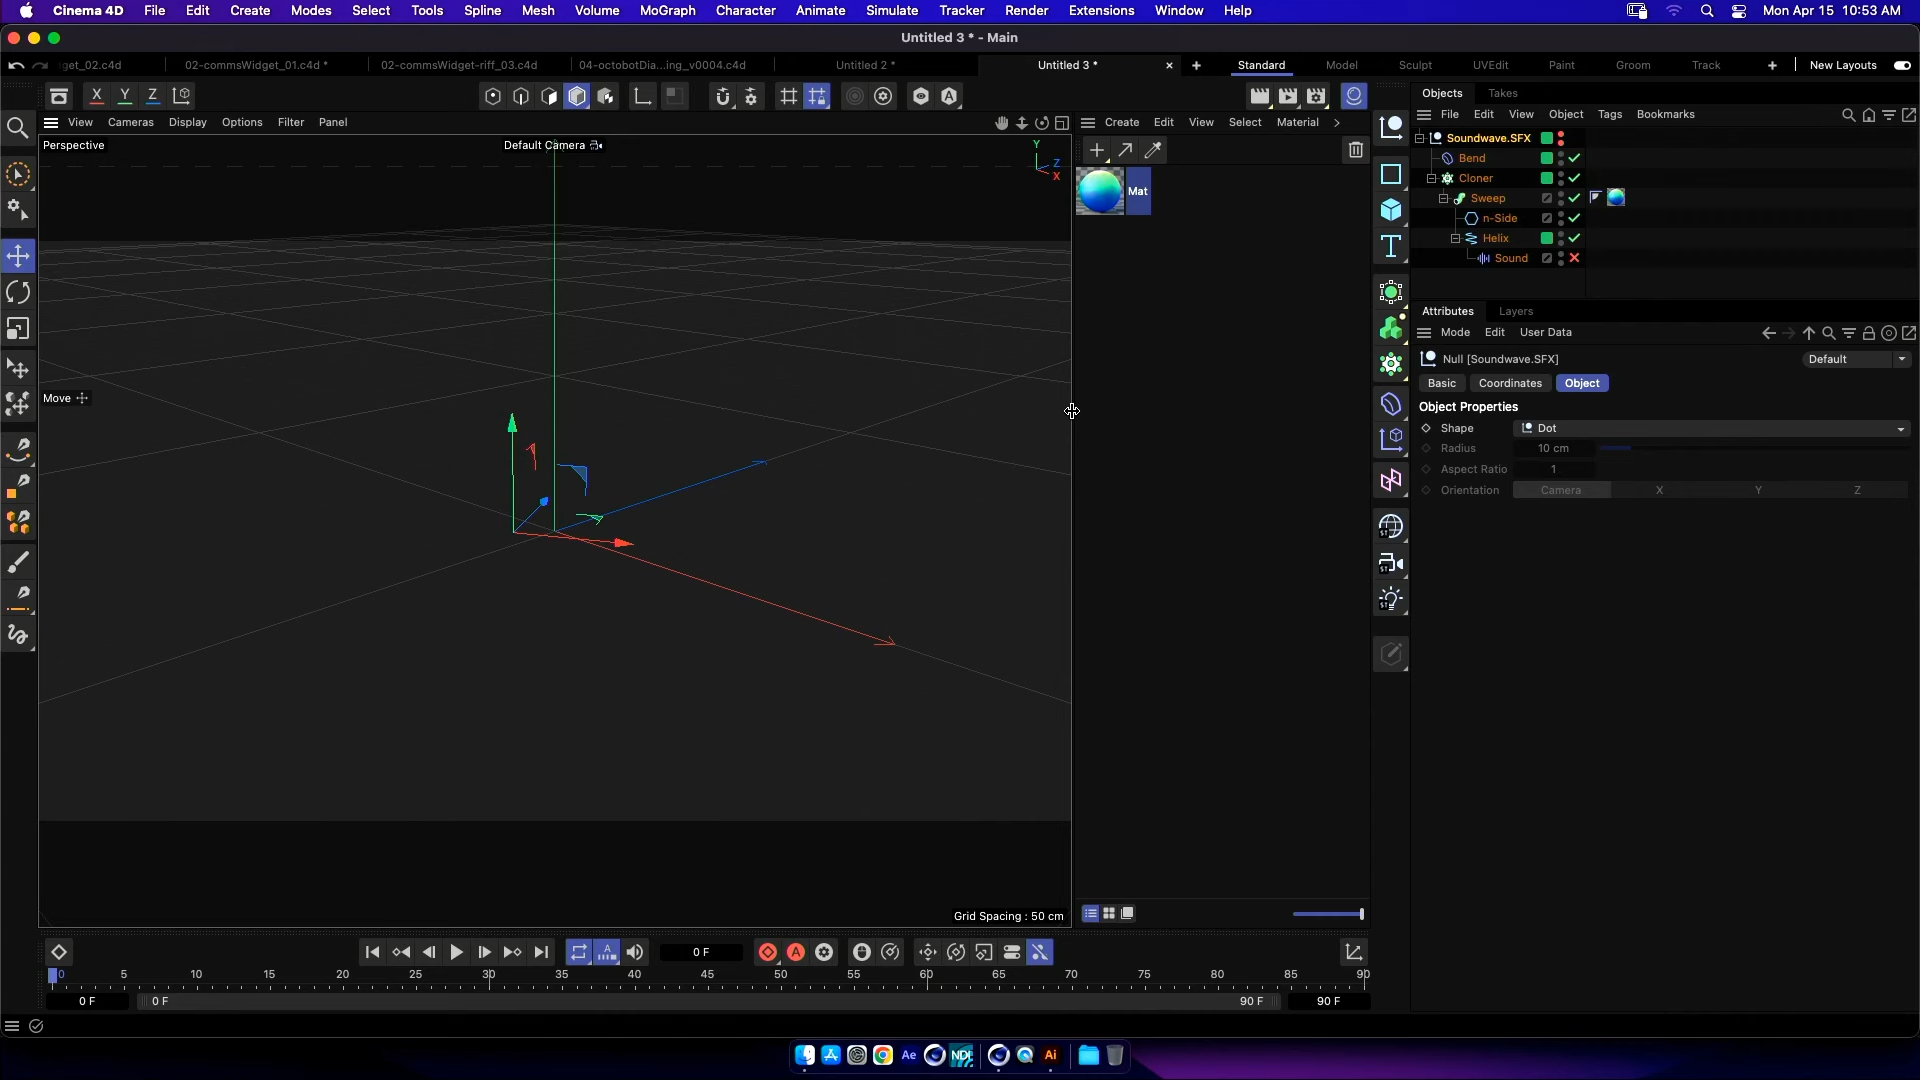 Cinema 4D File Edit Create Modes Select Tools Spline Mesh Volume MoGraph Character Animate Simulate Tracker Render Extensions Window Help Mon Apr 15 10:53 AM
Untitled 3 * - Main
get_02.c4d 02-commsWidget_01.c4d * 02-commsWidget-riff_03.c4d 04-octobotDia...ing_v0004.c4d Untitled 2 * Untitled 3 * Standard Model Sculpt UVEdit Paint Groom Track New Layouts
X Y Z
Objects Takes
File Edit View Object Tags Bookmarks
View Cameras Display Options Filter Panel
Create Edit View Select Material
Perspective
Default Camera
Y
Z
X
Mat
Soundwave.SFX
Bend
Cloner
Sweep
n-Side
Helix
Sound
Attributes Layers
Mode Edit User Data
Null [Soundwave.SFX] Default
Basic Coordinates Object
Object Properties
Shape Dot
Radius 10 cm
Aspect Ratio 1
Orientation Camera X Y Z
Move
Grid Spacing : 50 cm
0 F
0 5 10 15 20 25 30 35 40 45 50 55 60 65 70 75 80 85 90
0 F 0 F 90 F 90 F
Ae NDI Ai